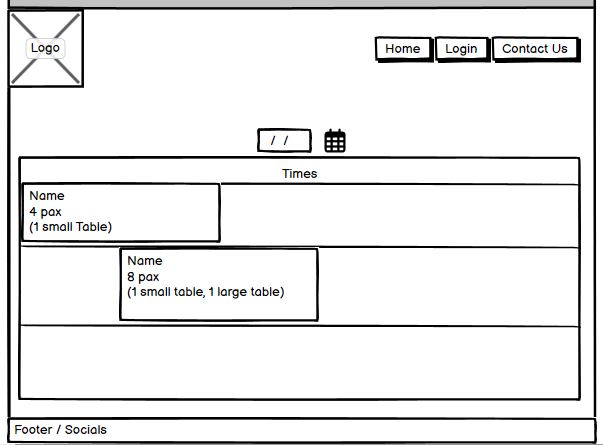 Logo
Home Login Contact Us
/ /
Times
Name
4 pax
(1 small Table)
Name
8 pax
(1 small table, 1 large table)
Footer / Socials